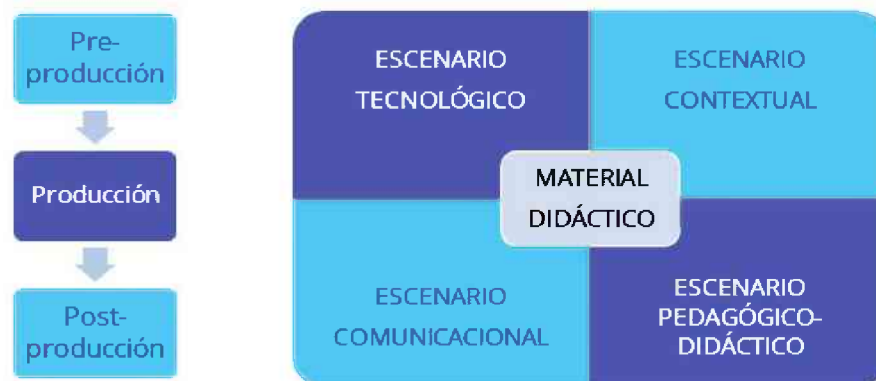 Pre-
producción
Producción
Post-
producción
ESCENARIO
TECNOLÓGICO
ESCENARIO
CONTEXTUAL
MATERIAL
DIDÁCTICO
ESCENARIO
COMUNICACIONAL
ESCENARIO
PEDAGÓGICO-
DIDÁCTICO